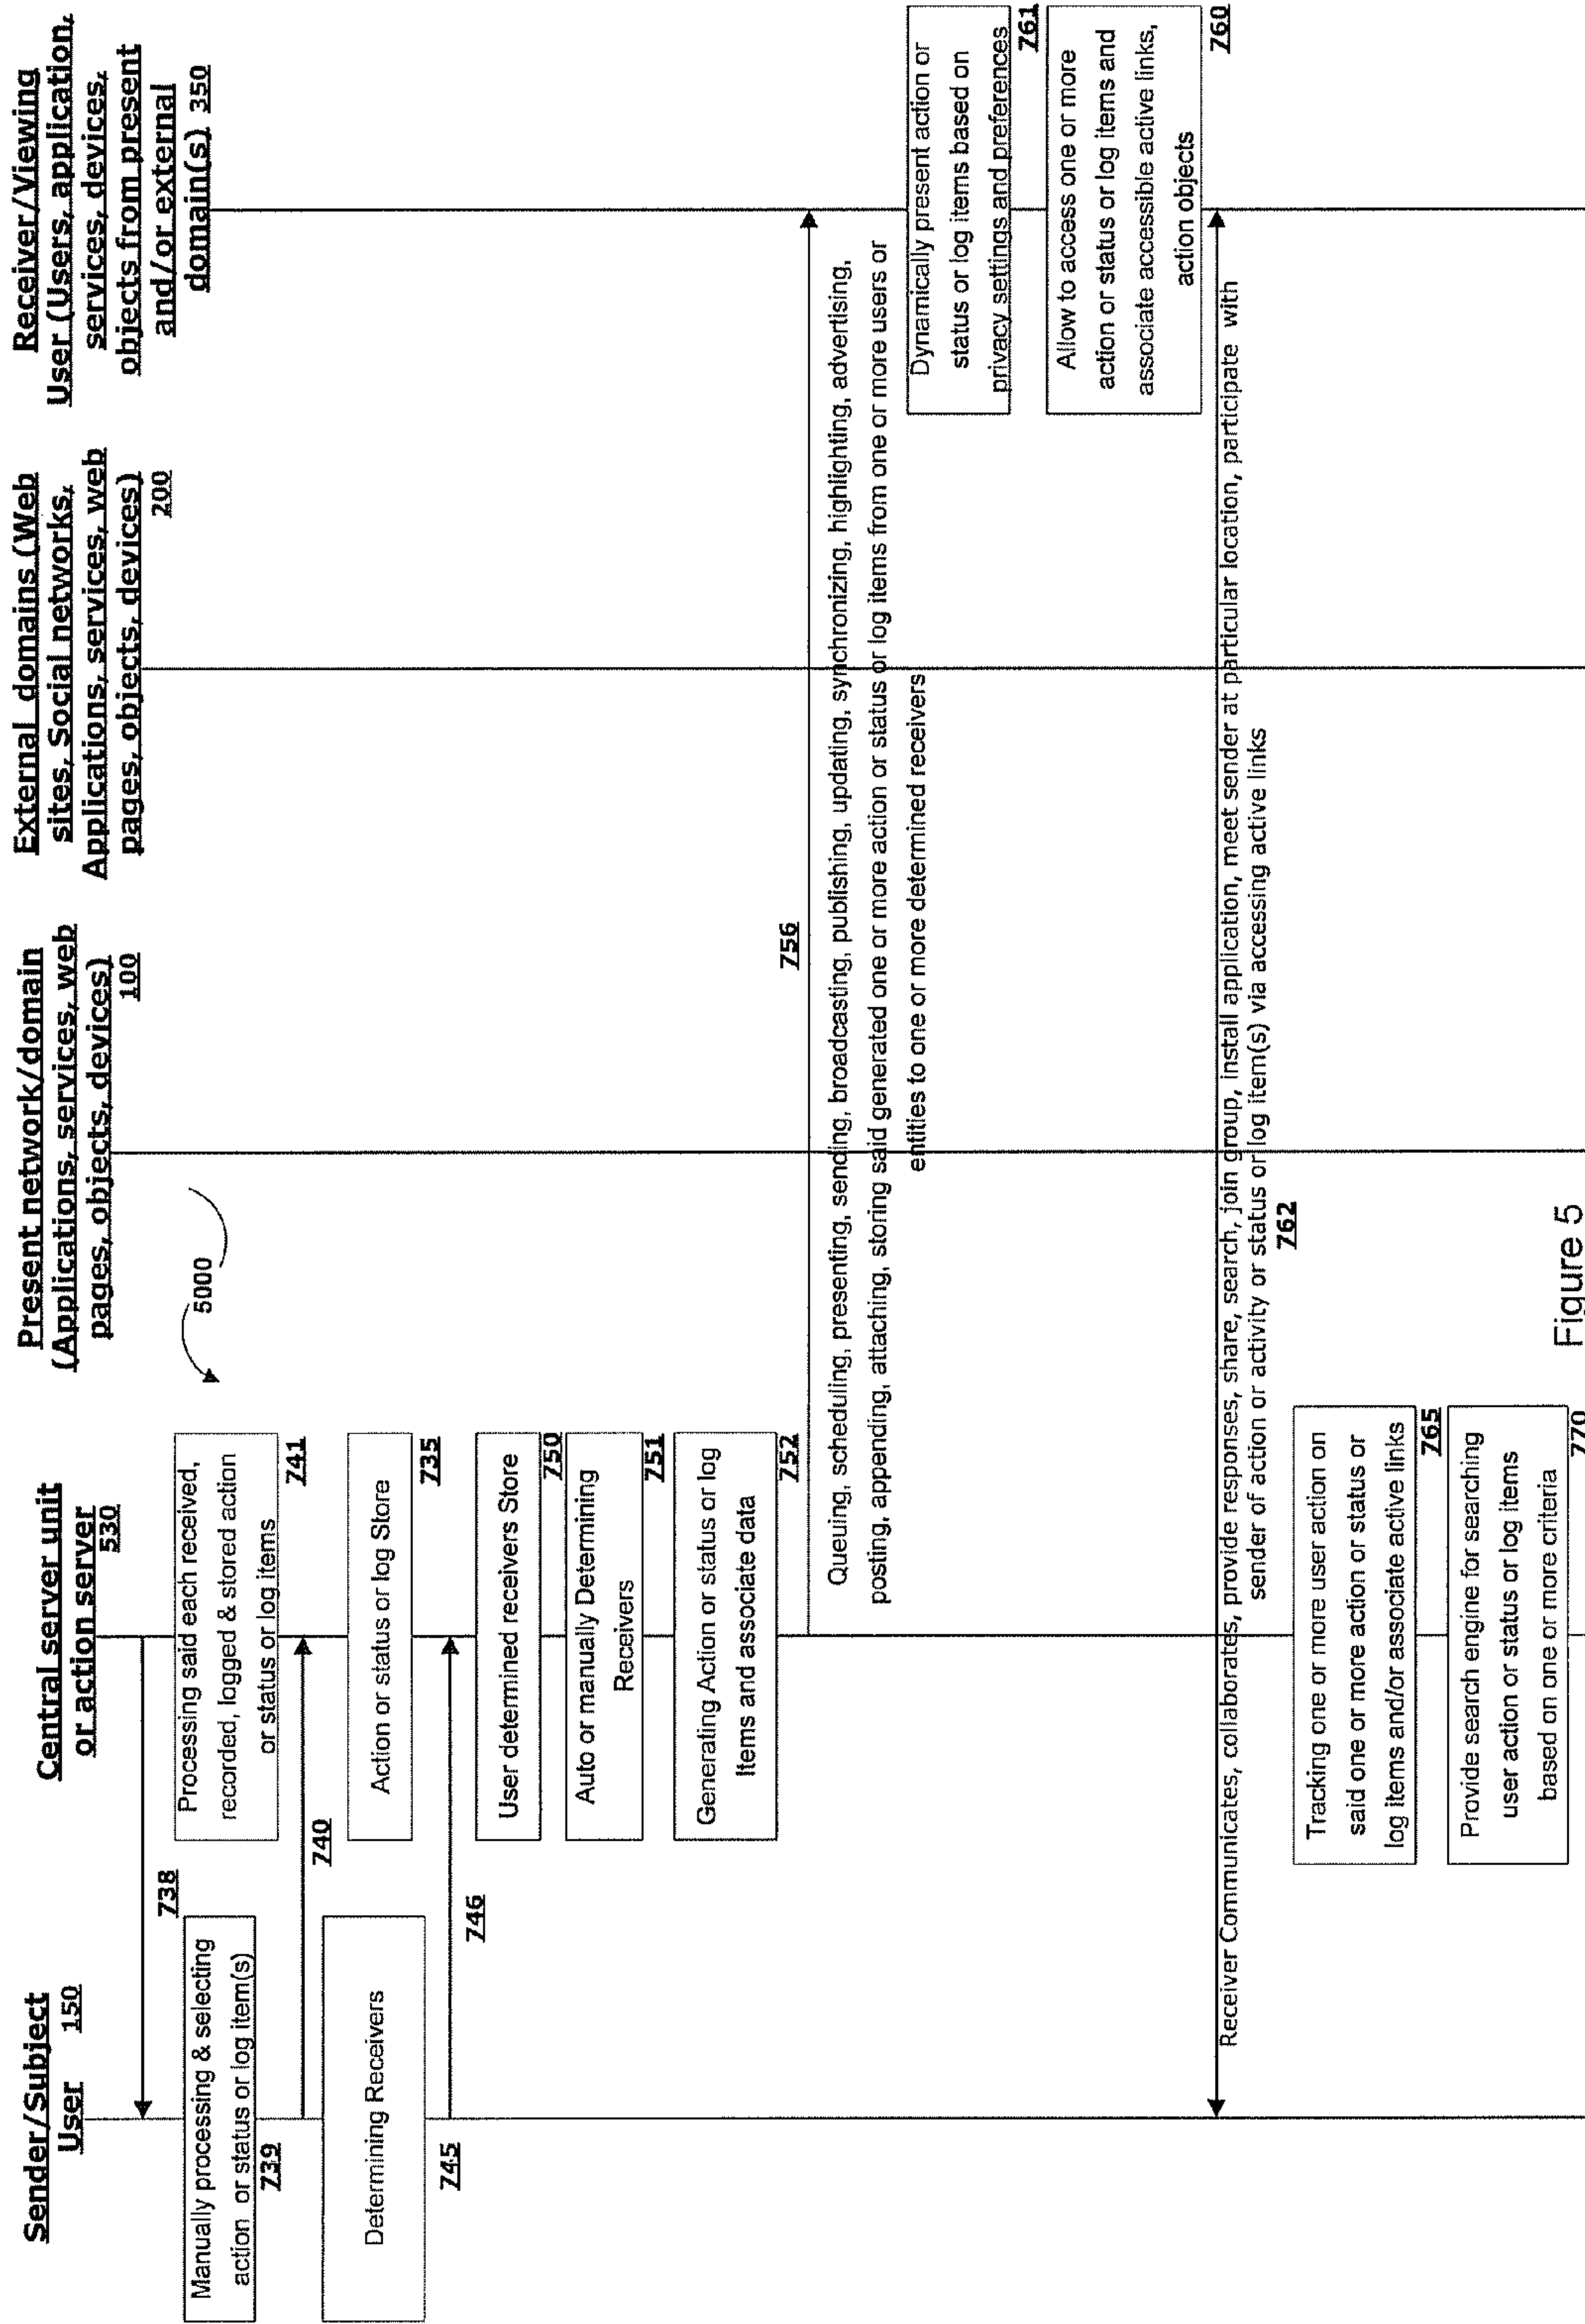 Sender/Subject
User 150
Central server unit
or action server
530
Present network/domain
(Applications, services, web
pages, objects, devices)
100
External domains (Web
sites, Social networks,
Applications, services, web
pages, objects, devices)
200
Receiver/Viewing
User (Users, application,
services, devices,
objects from present
and/or external
domain(s) 350
738
Manually processing & selecting
action or status or log item(s)
739
Processing said each received,
recorded, logged & stored action
or status or log items
741
5000
740
Determining Receivers
745
Action or status or log Store
735
746
User determined receivers Store
750
Auto or manually Determining
Receivers
751
Generating Action or status or log
Items and associate data
752
756
Queuing, scheduling, presenting, sending, broadcasting, publishing, updating, synchronizing, highlighting, advertising,
posting, appending, attaching, storing said generated one or more action or status or log items from one or more users or
entities to one or more determined receivers
Dynamically present action or
status or log items based on
privacy settings and preferences
761
Allow to access one or more
action or status or log items and
associate accessible active links,
action objects
760
Receiver Communicates, collaborates, provide responses, share, search, join group, install application, meet sender at particular location, participate with
sender of action or activity or status or log item(s) via accessing active links
762
Tracking one or more user action on
said one or more action or status or
log items and/or associate active links
765
Provide search engine for searching
user action or status or log items
based on one or more criteria
770
Figure 5